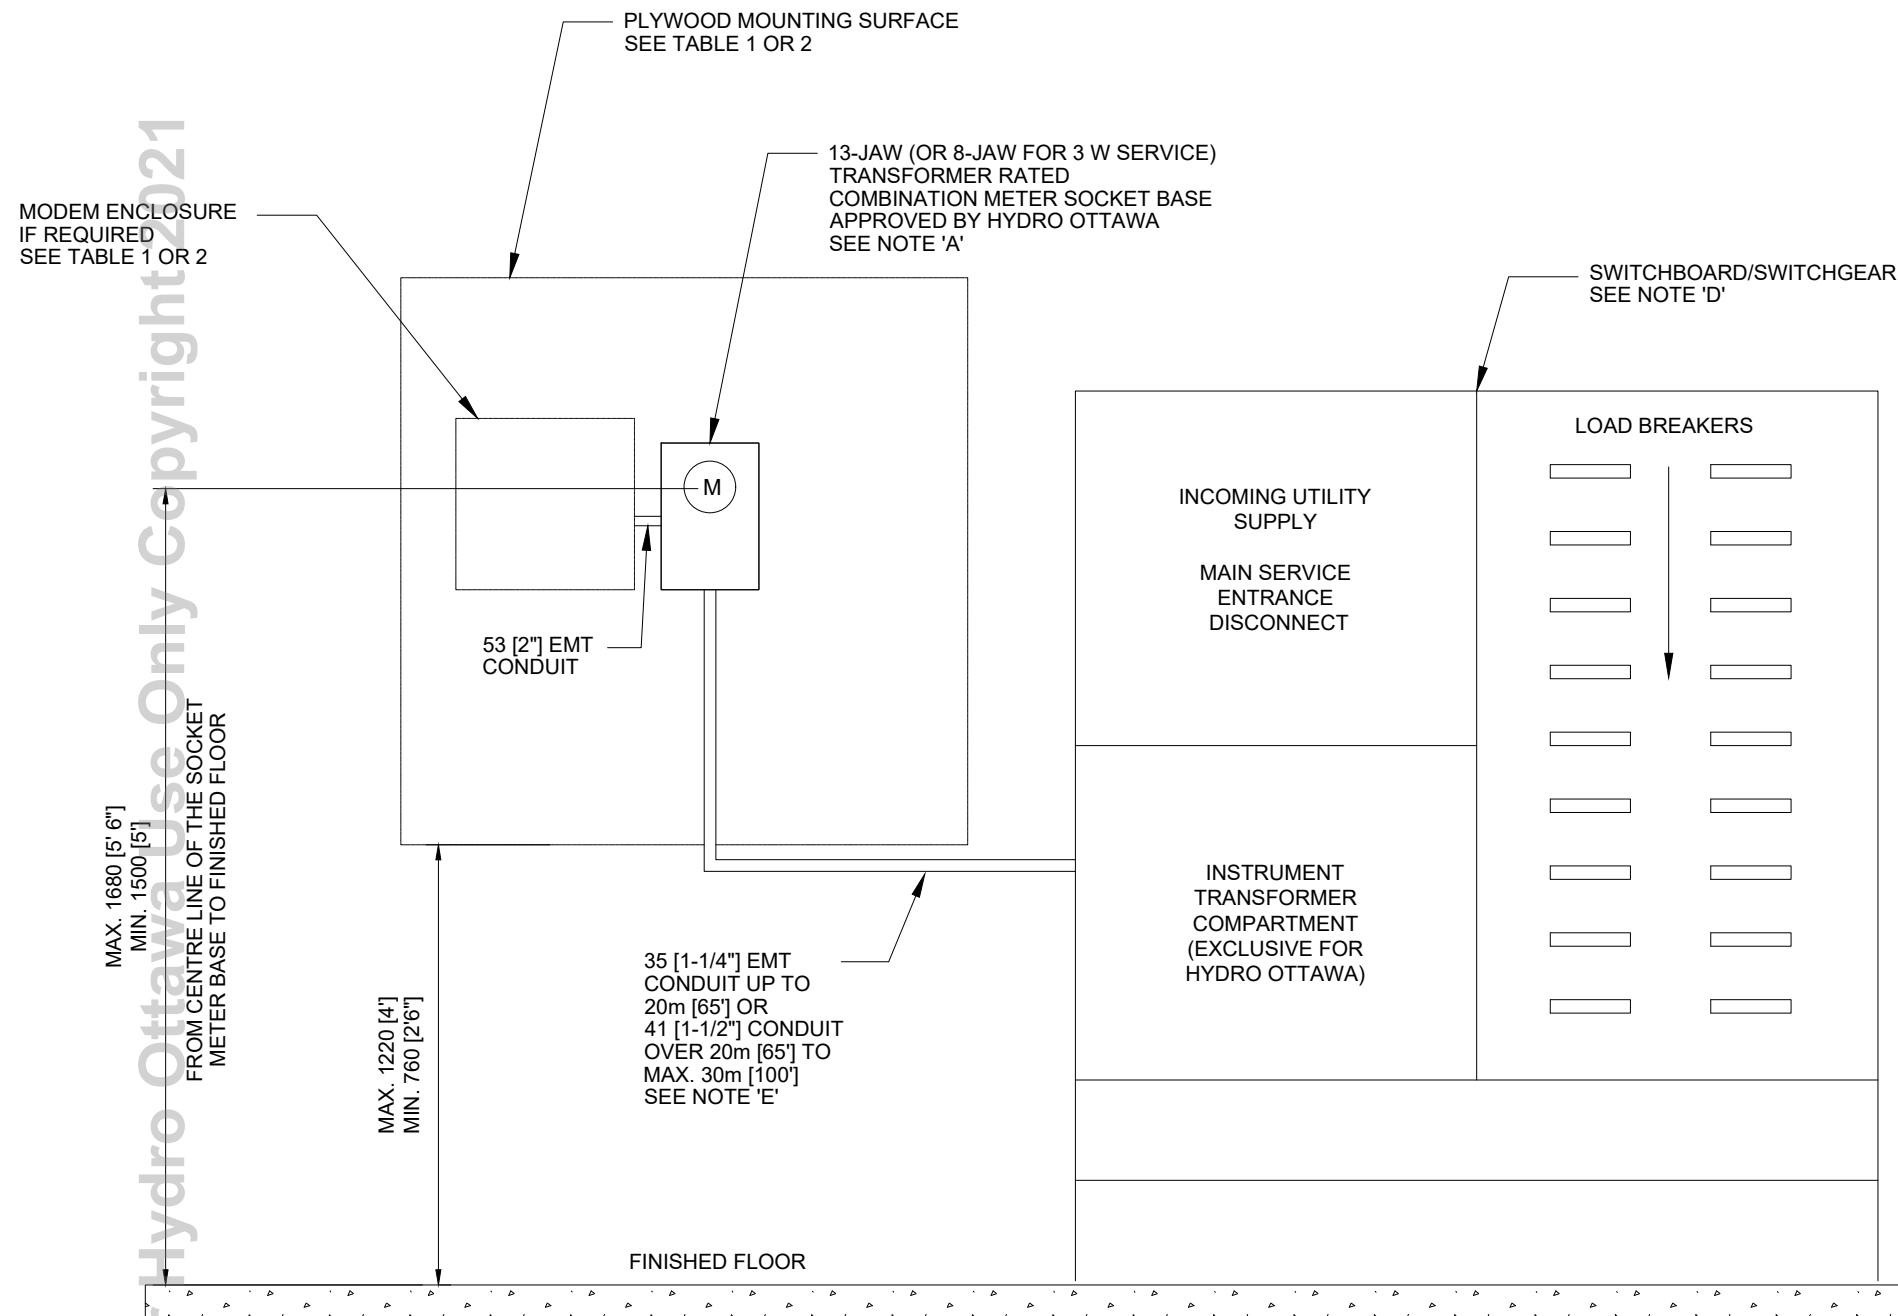 PLYWOOD MOUNTING SURFACE
SEE TABLE 1 OR 2
13-JAW (OR 8-JAW FOR 3 W SERVICE)
TRANSFORMER RATED
COMBINATION METER SOCKET BASE
APPROVED BY HYDRO OTTAWA
SEE NOTE 'A'
MODEM ENCLOSURE
IF REQUIRED
SEE TABLE 1 OR 2
SWITCHBOARD/SWITCHGEAR
SEE NOTE 'D'
LOAD BREAKERS
M
INCOMING UTILITY
SUPPLY
MAIN SERVICE
ENTRANCE
DISCONNECT
53 [2"] EMT
CONDUIT
MAX. 1680 [5' 6"]
MIN. 1500 [5']
FROM CENTRE LINE OF THE SOCKET
METER BASE TO FINISHED FLOOR
MAX. 1220 [4']
MIN. 760 [2'6"]
35 [1-1/4"] EMT
CONDUIT UP TO
20m [65'] OR
41 [1-1/2"] CONDUIT
OVER 20m [65'] TO
MAX. 30m [100']
SEE NOTE 'E'
INSTRUMENT
TRANSFORMER
COMPARTMENT
(EXCLUSIVE FOR
HYDRO OTTAWA)
FINISHED FLOOR
Hydro Ottawa Use Only Copyright 2021